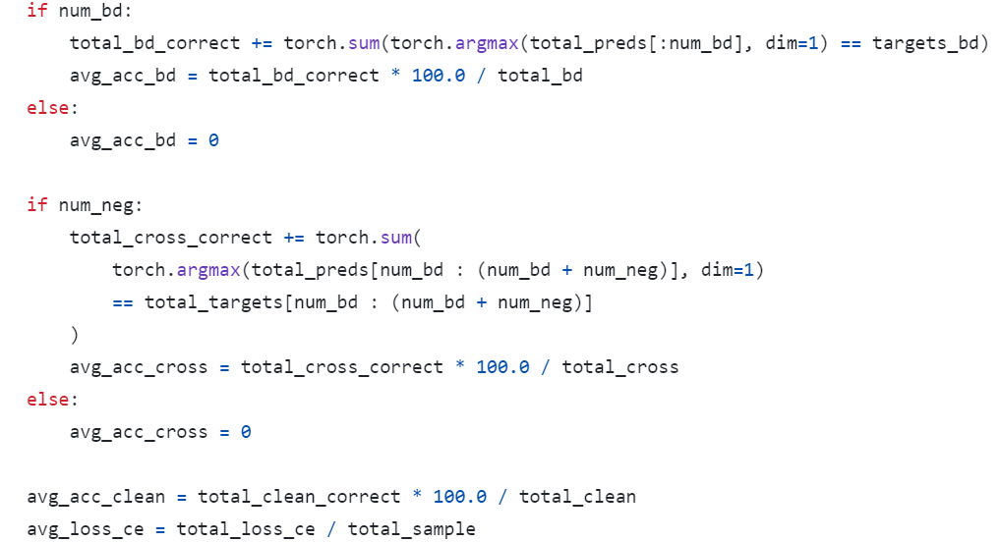 if num_bd:
    total_bd_correct += torch.sum(torch.argmax(total_preds[:num_bd], dim=1) == targets_bd)
    avg_acc_bd = total_bd_correct * 100.0 / total_bd
else:
    avg_acc_bd = 0

if num_neg:
    total_cross_correct += torch.sum(
        torch.argmax(total_preds[num_bd : (num_bd + num_neg)], dim=1)
        == total_targets[num_bd : (num_bd + num_neg)]
    )
    avg_acc_cross = total_cross_correct * 100.0 / total_cross
else:
    avg_acc_cross = 0

avg_acc_clean = total_clean_correct * 100.0 / total_clean
avg_loss_ce = total_loss_ce / total_sample